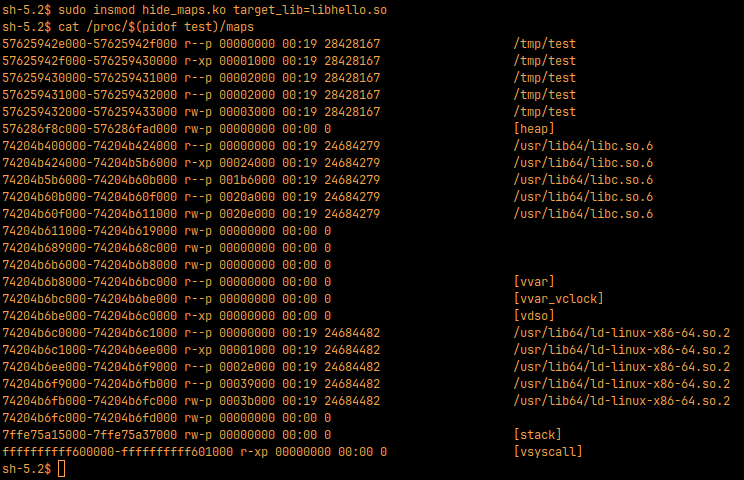 sh-5.2$ sudo insmod hide_maps.ko target_lib=libhello.so
sh-5.2$ cat /proc/$(pidof test)/maps
57625942e000-57625942f000 r--p 00000000 00:19 28428167                   /tmp/test
57625942f000-576259430000 r-xp 00001000 00:19 28428167                   /tmp/test
576259430000-576259431000 r--p 00002000 00:19 28428167                   /tmp/test
576259431000-576259432000 r--p 00002000 00:19 28428167                   /tmp/test
576259432000-576259433000 rw-p 00003000 00:19 28428167                   /tmp/test
576286f8c000-576286fad000 rw-p 00000000 00:00 0                          [heap]
74204b400000-74204b424000 r--p 00000000 00:19 24684279                   /usr/lib64/libc.so.6
74204b424000-74204b5b6000 r-xp 00024000 00:19 24684279                   /usr/lib64/libc.so.6
74204b5b6000-74204b60b000 r--p 001b6000 00:19 24684279                   /usr/lib64/libc.so.6
74204b60b000-74204b60f000 r--p 0020a000 00:19 24684279                   /usr/lib64/libc.so.6
74204b60f000-74204b611000 rw-p 0020e000 00:19 24684279                   /usr/lib64/libc.so.6
74204b611000-74204b619000 rw-p 00000000 00:00 0
74204b689000-74204b68c000 rw-p 00000000 00:00 0
74204b6b6000-74204b6b8000 rw-p 00000000 00:00 0
74204b6b8000-74204b6bc000 r--p 00000000 00:00 0                          [vvar]
74204b6bc000-74204b6be000 r--p 00000000 00:00 0                          [vvar_vclock]
74204b6be000-74204b6c0000 r-xp 00000000 00:00 0                          [vdso]
74204b6c0000-74204b6c1000 r--p 00000000 00:19 24684482                   /usr/lib64/ld-linux-x86-64.so.2
74204b6c1000-74204b6ee000 r-xp 00001000 00:19 24684482                   /usr/lib64/ld-linux-x86-64.so.2
74204b6ee000-74204b6f9000 r--p 0002e000 00:19 24684482                   /usr/lib64/ld-linux-x86-64.so.2
74204b6f9000-74204b6fb000 r--p 00039000 00:19 24684482                   /usr/lib64/ld-linux-x86-64.so.2
74204b6fb000-74204b6fc000 rw-p 0003b000 00:19 24684482                   /usr/lib64/ld-linux-x86-64.so.2
74204b6fc000-74204b6fd000 rw-p 00000000 00:00 0
7ffe75a15000-7ffe75a37000 rw-p 00000000 00:00 0                          [stack]
ffffffffff600000-ffffffffff601000 r-xp 00000000 00:00 0                  [vsyscall]
sh-5.2$